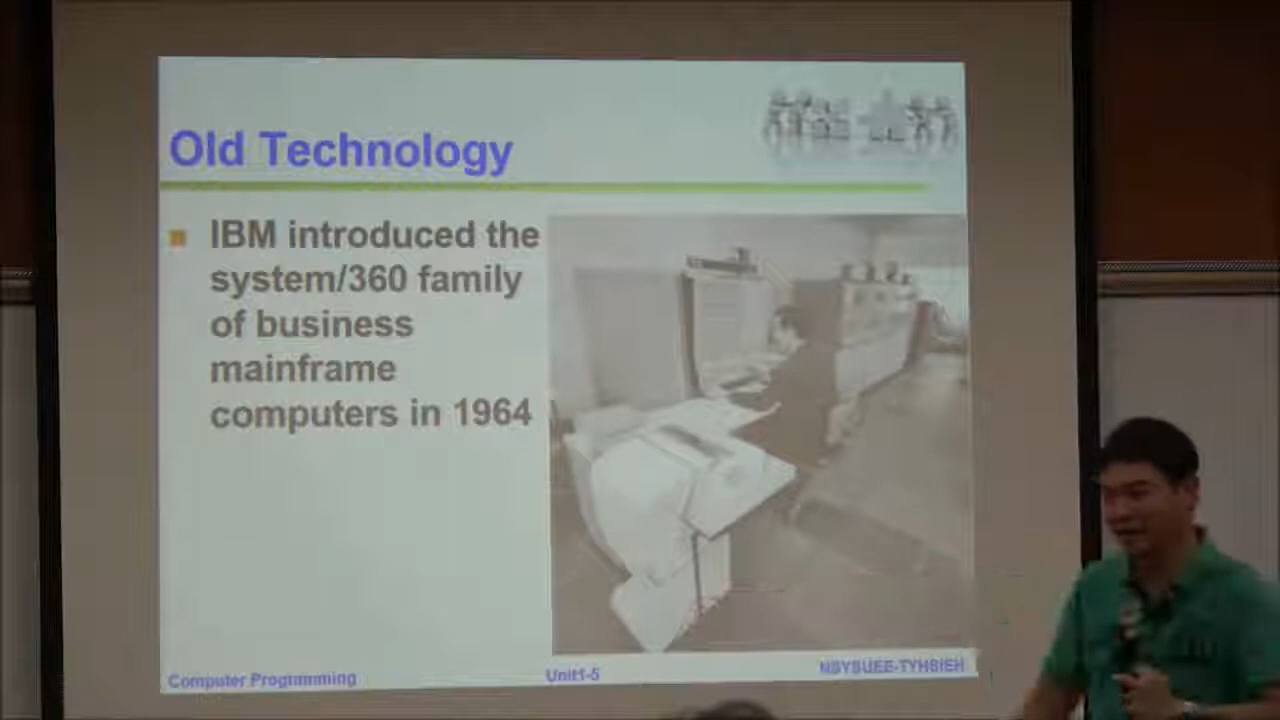 Old Technology
IBM introduced the
system/360 family
of business
mainframe
computers in 1964
Computer Progrmming
Unit1-5
NSYSUEE-TYHSIEH